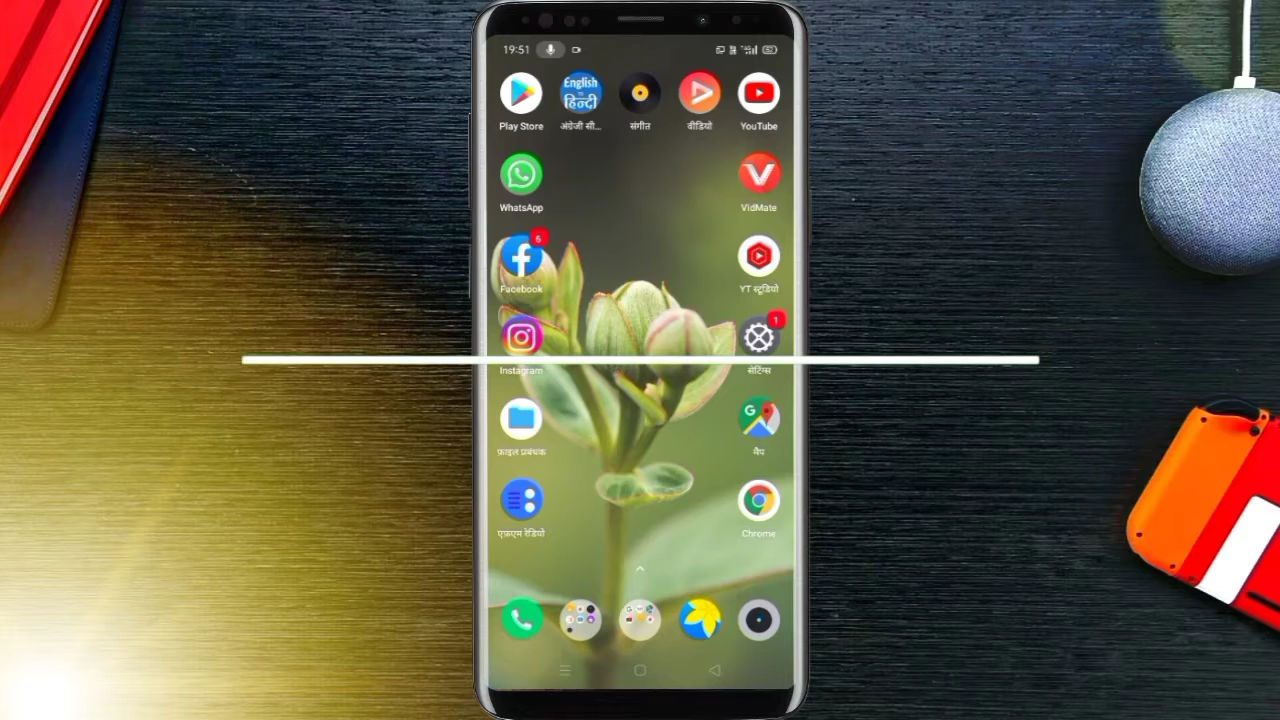 19:51
English
हिन्दी
Play Store
अंग्रेजी सी...
संगीत
वीडियो
YouTube
WhatsApp
VidMate
6
Facebook
YT स्टूडियो
1
Instagram
सेटिंग्स
G
फ़ाइल प्रबंधक
मैप
एफ़एम रेडियो
Chrome